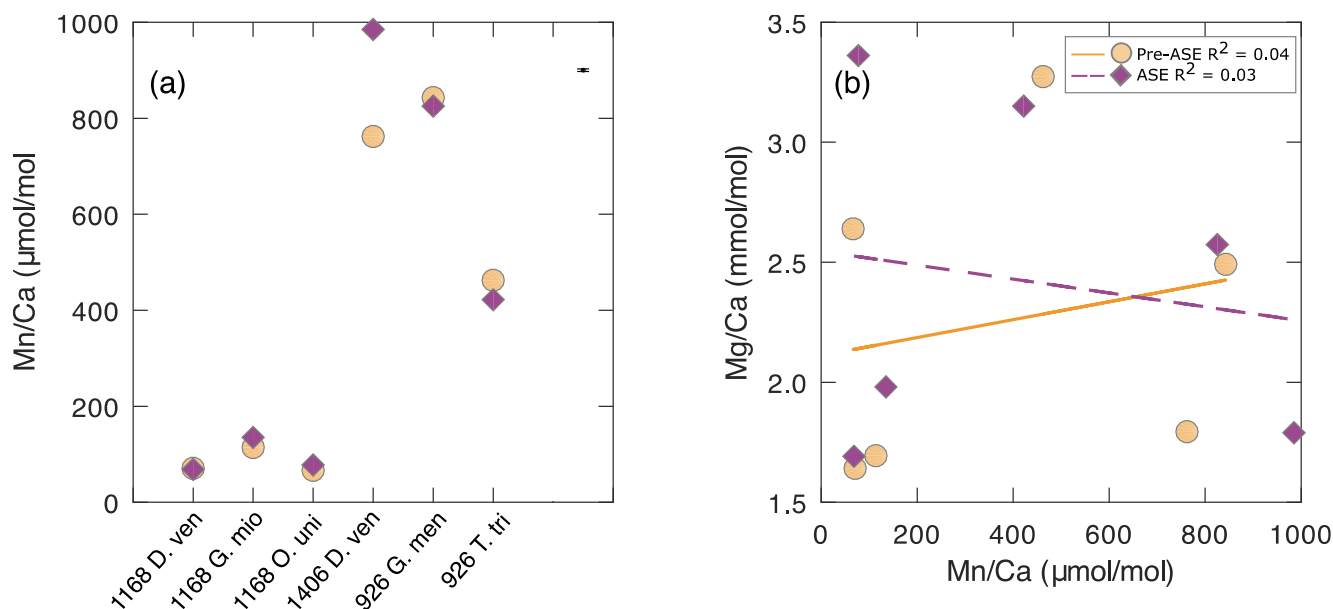 (a)
Mn/Ca (µmol/mol)
1000
800
600
400
200
0
1168 D. ven
1168 G. mio
1168 O. uni
1406 D. ven
926 G. men
926 T. tri
(b)
Pre-ASE R² = 0.04
ASE R² = 0.03
Mg/Ca (mmol/mol)
3.5
3.0
2.5
2.0
1.5
0 200 400 600 800 1000
Mn/Ca (µmol/mol)